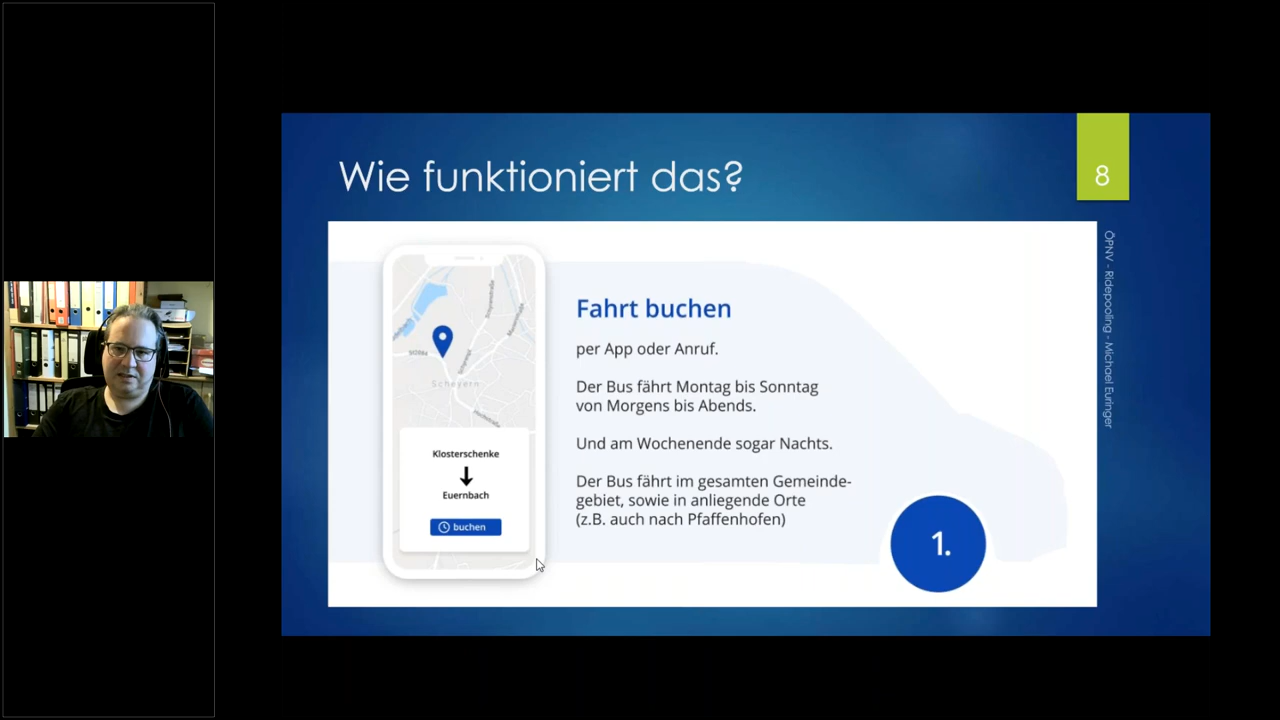 Wie funktioniert das?
8
ÖPNV - Ridepooling - Michael Euringer
St2084
Scheyern
Klosterschenke
Euernbach
buchen
Fahrt buchen
per App oder Anruf.
Der Bus fährt Montag bis Sonntag
von Morgens bis Abends.
Und am Wochenende sogar Nachts.
Der Bus fährt im gesamten Gemeinde-
gebiet, sowie in anliegende Orte
(z.B. auch nach Pfaffenhofen)
1.